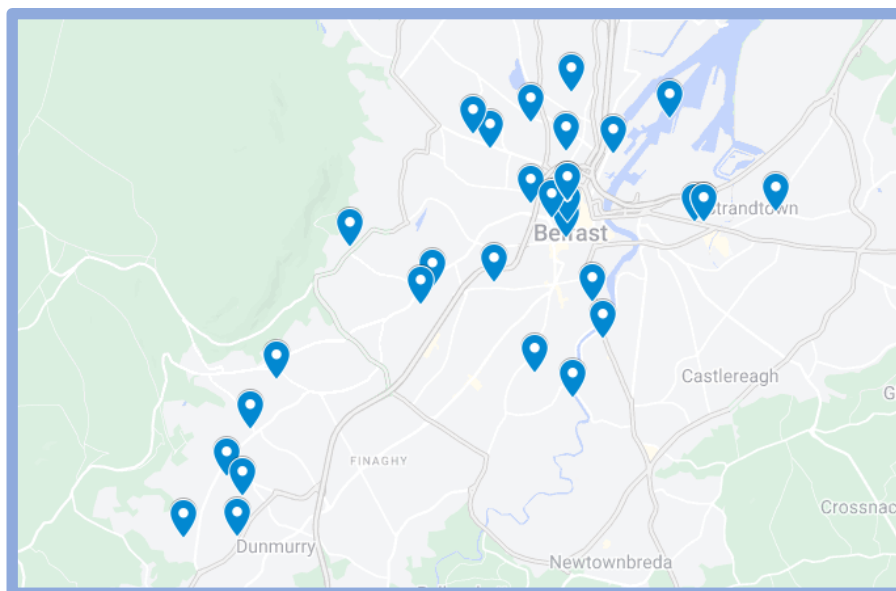 Strandtown
Belfast
Castlereagh
FINAGHY
Crossnac
Dunmurry
Newtownbreda